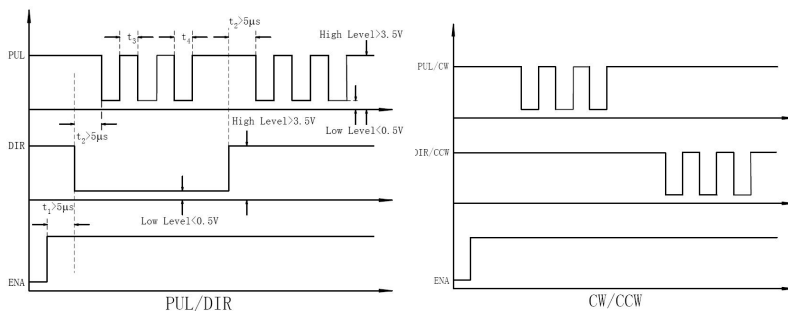 t₂>5μs
t₃
t₄
High Level>3.5V
PUL
Low Level<0.5V
t₂>5μs
High Level>3.5V
DIR
t₁>5μs
Low Level<0.5V
ENA
PUL/DIR
PUL/CW
DIR/CCW
ENA
CW/CCW